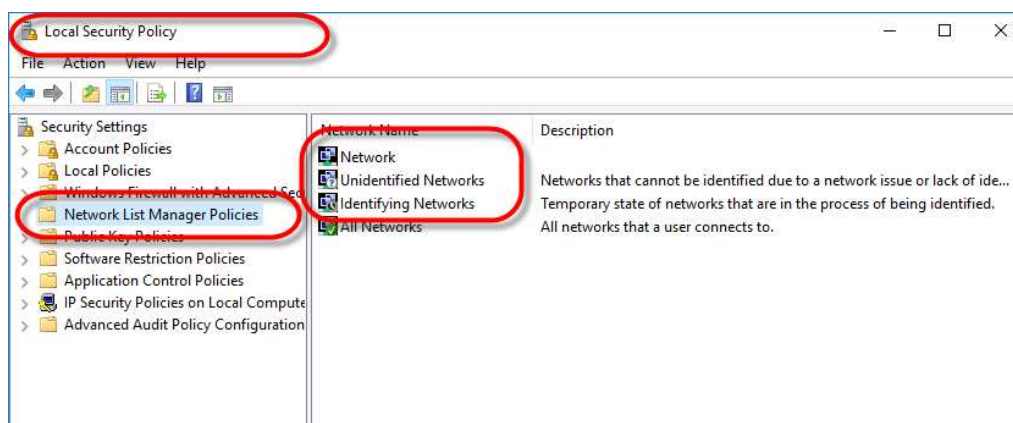 Local Security Policy
File Action View Help
Security Settings
Account Policies
Local Policies
Windows Firewall with Advanced Sec
Network List Manager Policies
Public Key Policies
Software Restriction Policies
Application Control Policies
IP Security Policies on Local Compute
Advanced Audit Policy Configuration
Network Name Description
Network
Unidentified Networks Networks that cannot be identified due to a network issue or lack of ide...
Identifying Networks Temporary state of networks that are in the process of being identified.
All Networks All networks that a user connects to.